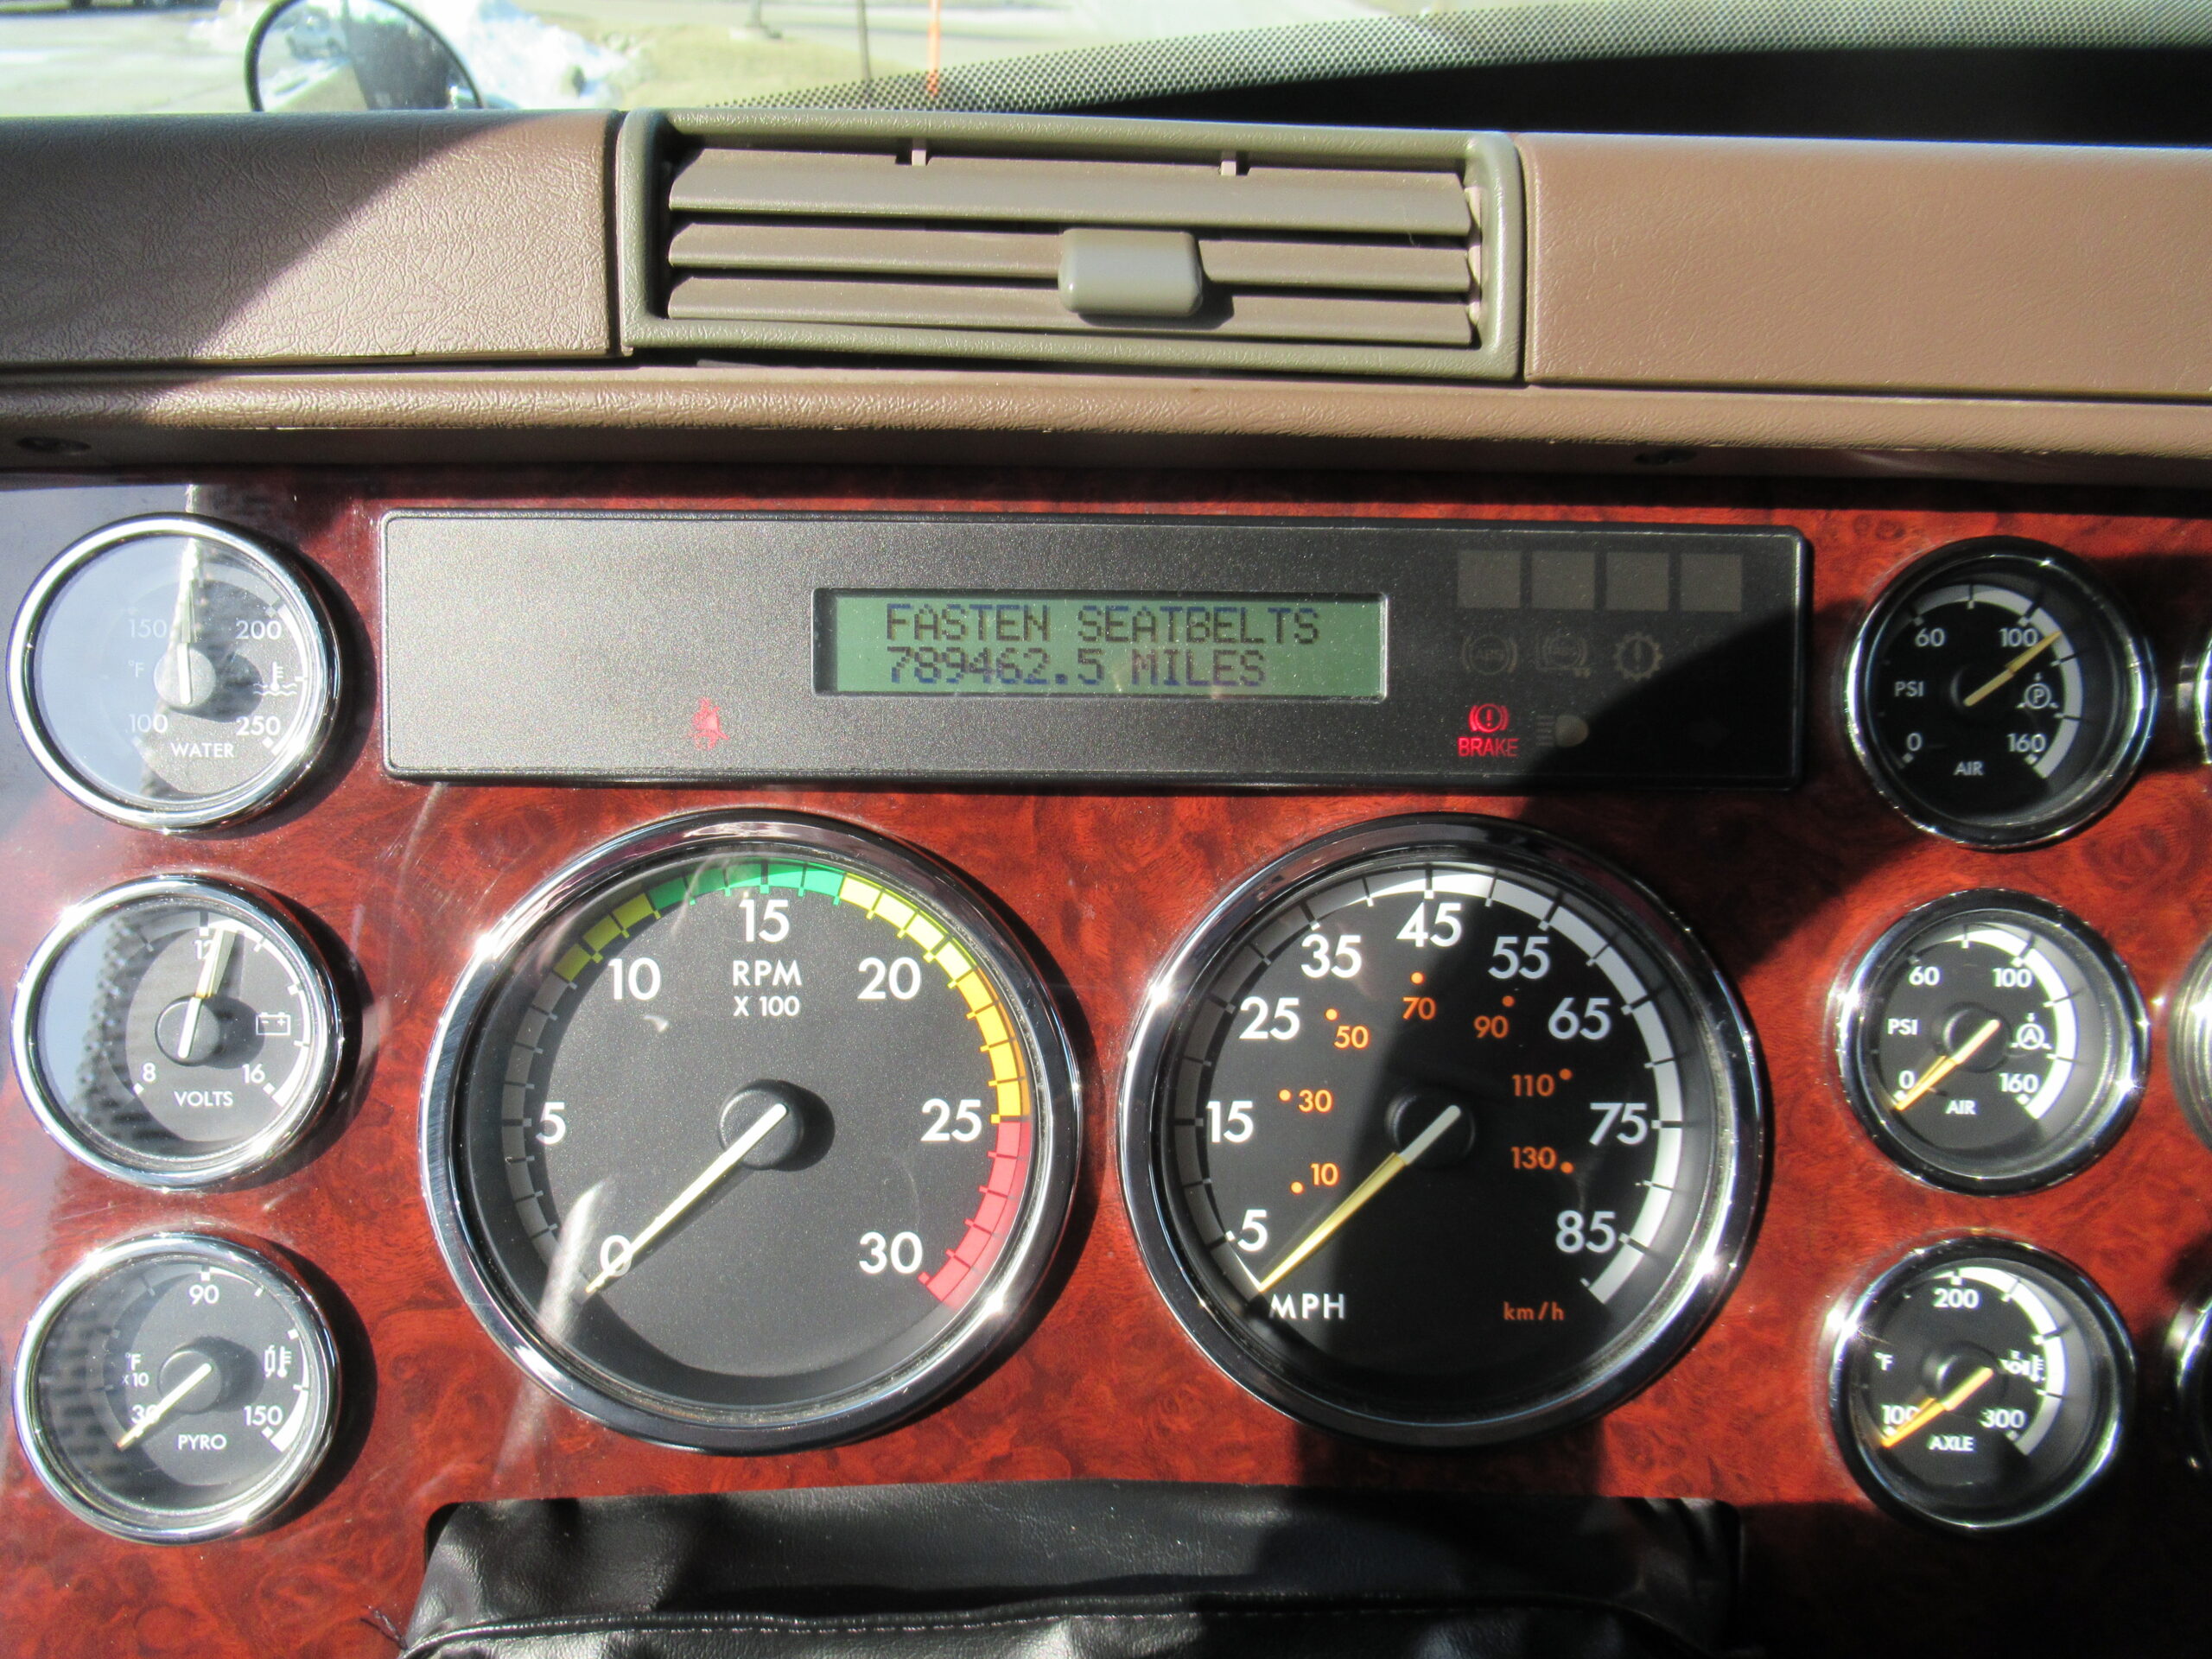 FASTEN SEATBELTS
789462.5 MILES
BRAKE
150
200
°F
100
250
WATER
60
100
PSI
P
0
160
AIR
12
8
16
VOLTS
5
10
15
20
25
30
0
RPM
X 100
5
15
25
35
45
55
65
75
85
10
30
50
70
90
110
130
MPH
km/h
60
100
PSI
A
0
160
AIR
90
°F
x10
30
150
PYRO
200
°F
100
300
AXLE